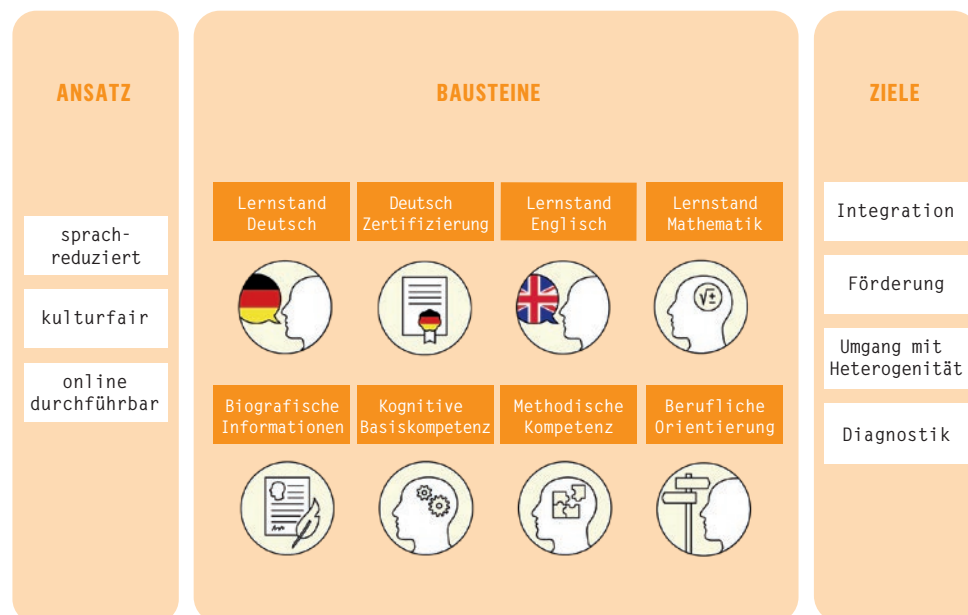 ANSATZ
sprach-
reduziert
kulturfair
online
durchführbar
BAUSTEINE
Lernstand
Deutsch
Deutsch
Zertifizierung
Lernstand
Englisch
Lernstand
Mathematik
√±
Biografische
Informationen
Kognitive
Basiskompetenz
Methodische
Kompetenz
Berufliche
Orientierung
ZIELE
Integration
Förderung
Umgang mit
Heterogenität
Diagnostik